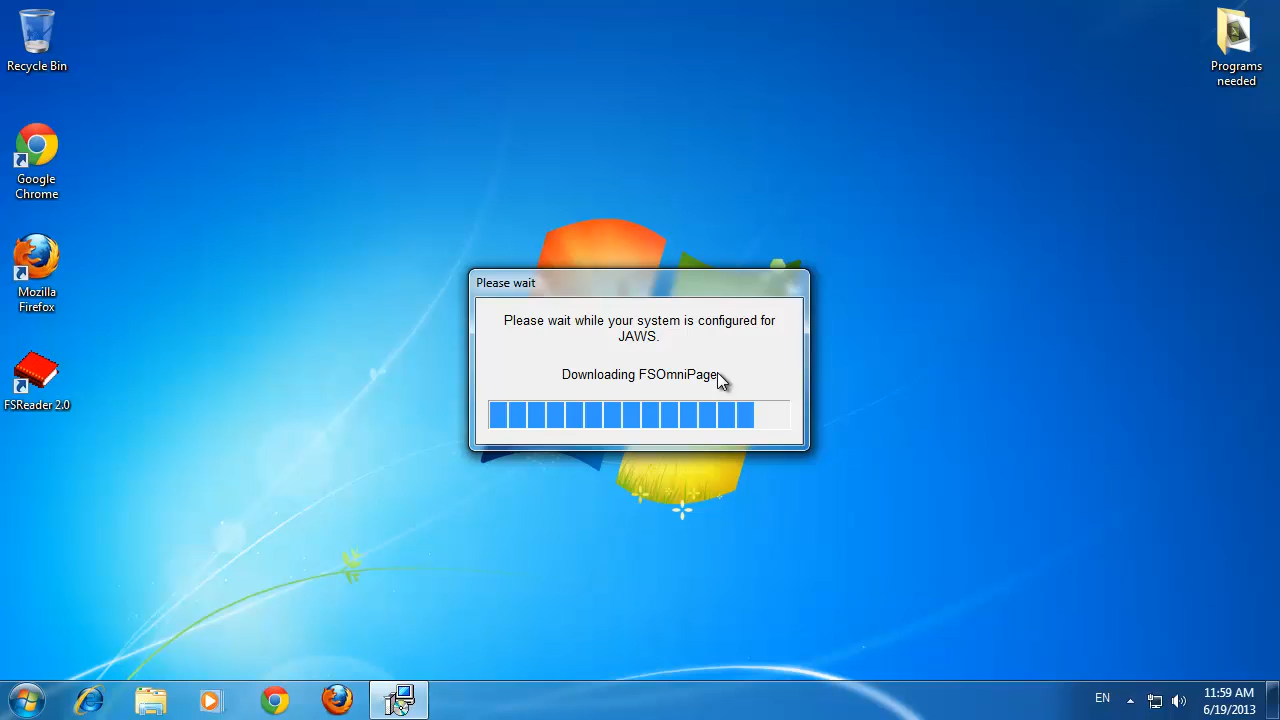 Recycle Bin
Programs
needed
Google
Chrome
Mozilla
Firefox
FSReader 2.0
Please wait
Please wait while your system is configured for
JAWS.
Downloading FSOmniPage
EN
11:59 AM
6/19/2013